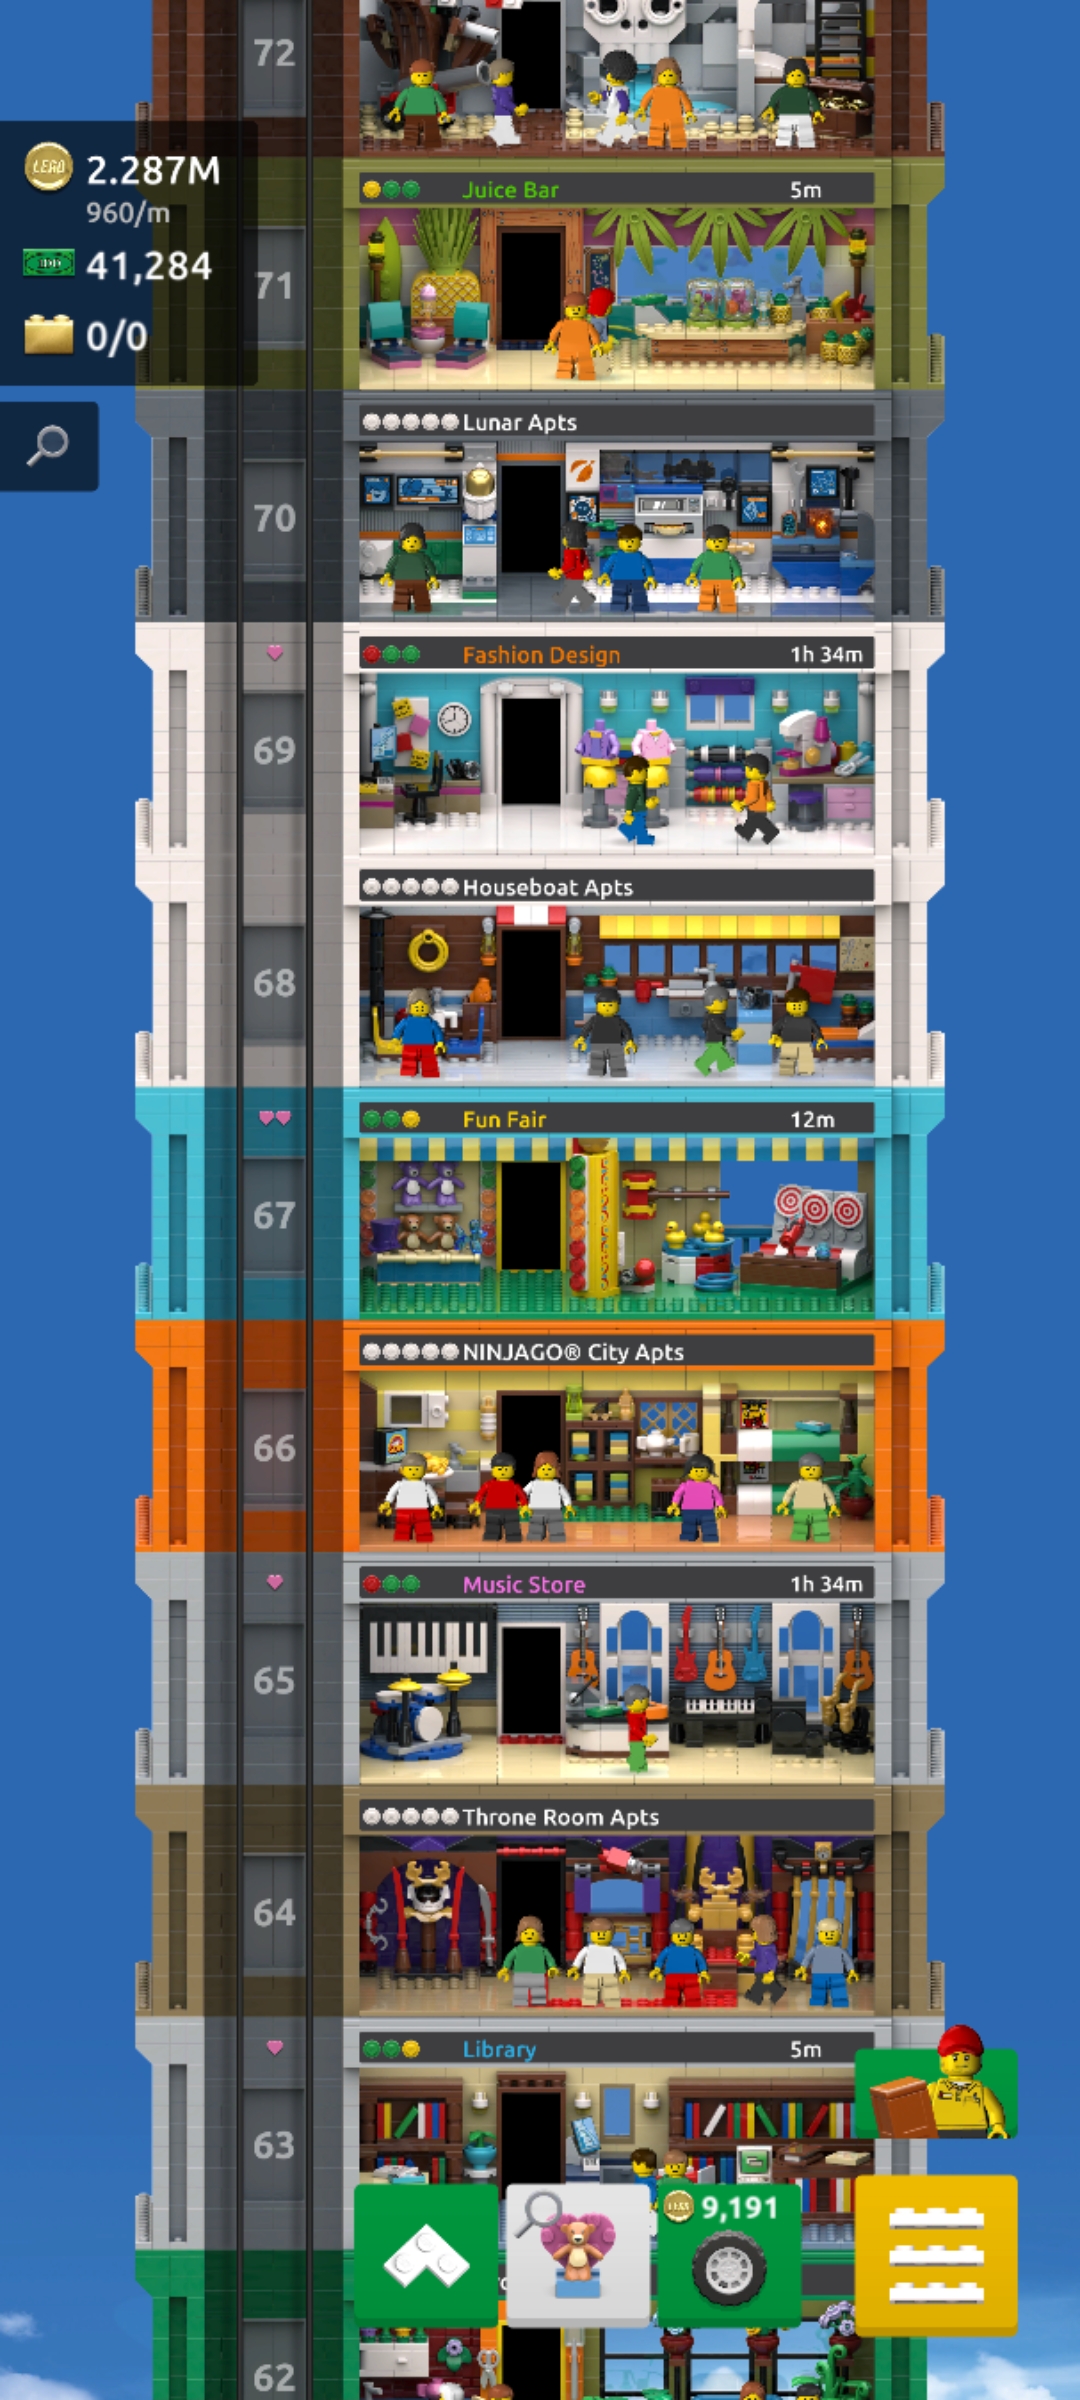 72
LEGO 2.287M
960/m
41,284
0/0
Juice Bar 5m
71
Lunar Apts
70
Fashion Design 1h 34m
69
Houseboat Apts
68
Fun Fair 12m
67
NINJAGO® City Apts
66
Music Store 1h 34m
65
Throne Room Apts
64
Library 5m
63
9,191
62